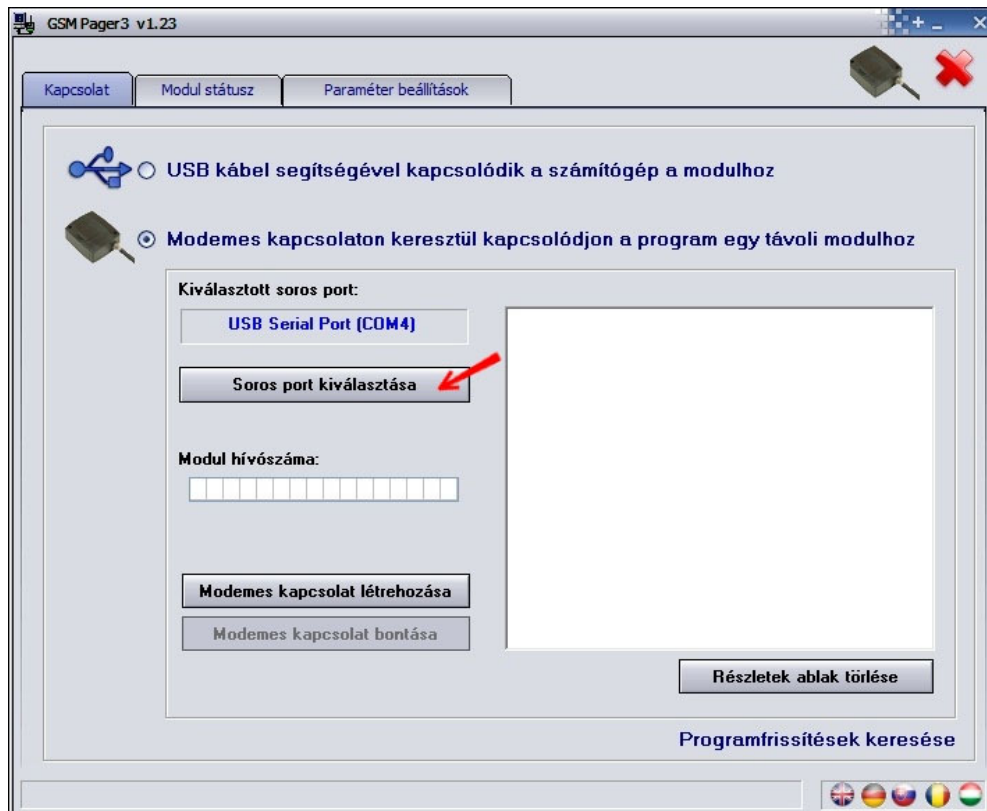 GSM Pager3 v1.23
Kapcsolat
Modul státusz
Paraméter beállítások
USB kábel segítségével kapcsolódik a számítógép a modulhoz
Modemes kapcsolaton keresztül kapcsolódjon a program egy távoli modulhoz
Kiválasztott soros port:
USB Serial Port (COM4)
Soros port kiválasztása
Modul hívószáma:
Modemes kapcsolat létrehozása
Modemes kapcsolat bontása
Részletek ablak törlése
Programfrissítések keresése